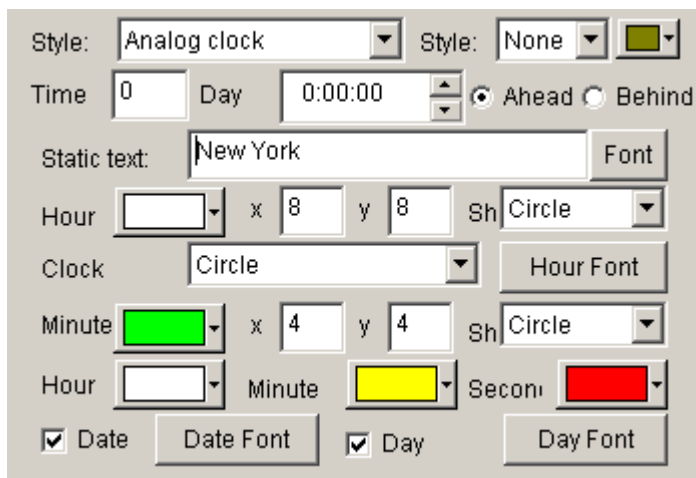 Style: Analog clock Style: None
Time 0 Day 0:00:00 Ahead Behind
Static text: New York Font
Hour x 8 y 8 Sh Circle
Clock Circle Hour Font
Minute x 4 y 4 Sh Circle
Hour Minute Secon
Date Date Font Day Day Font